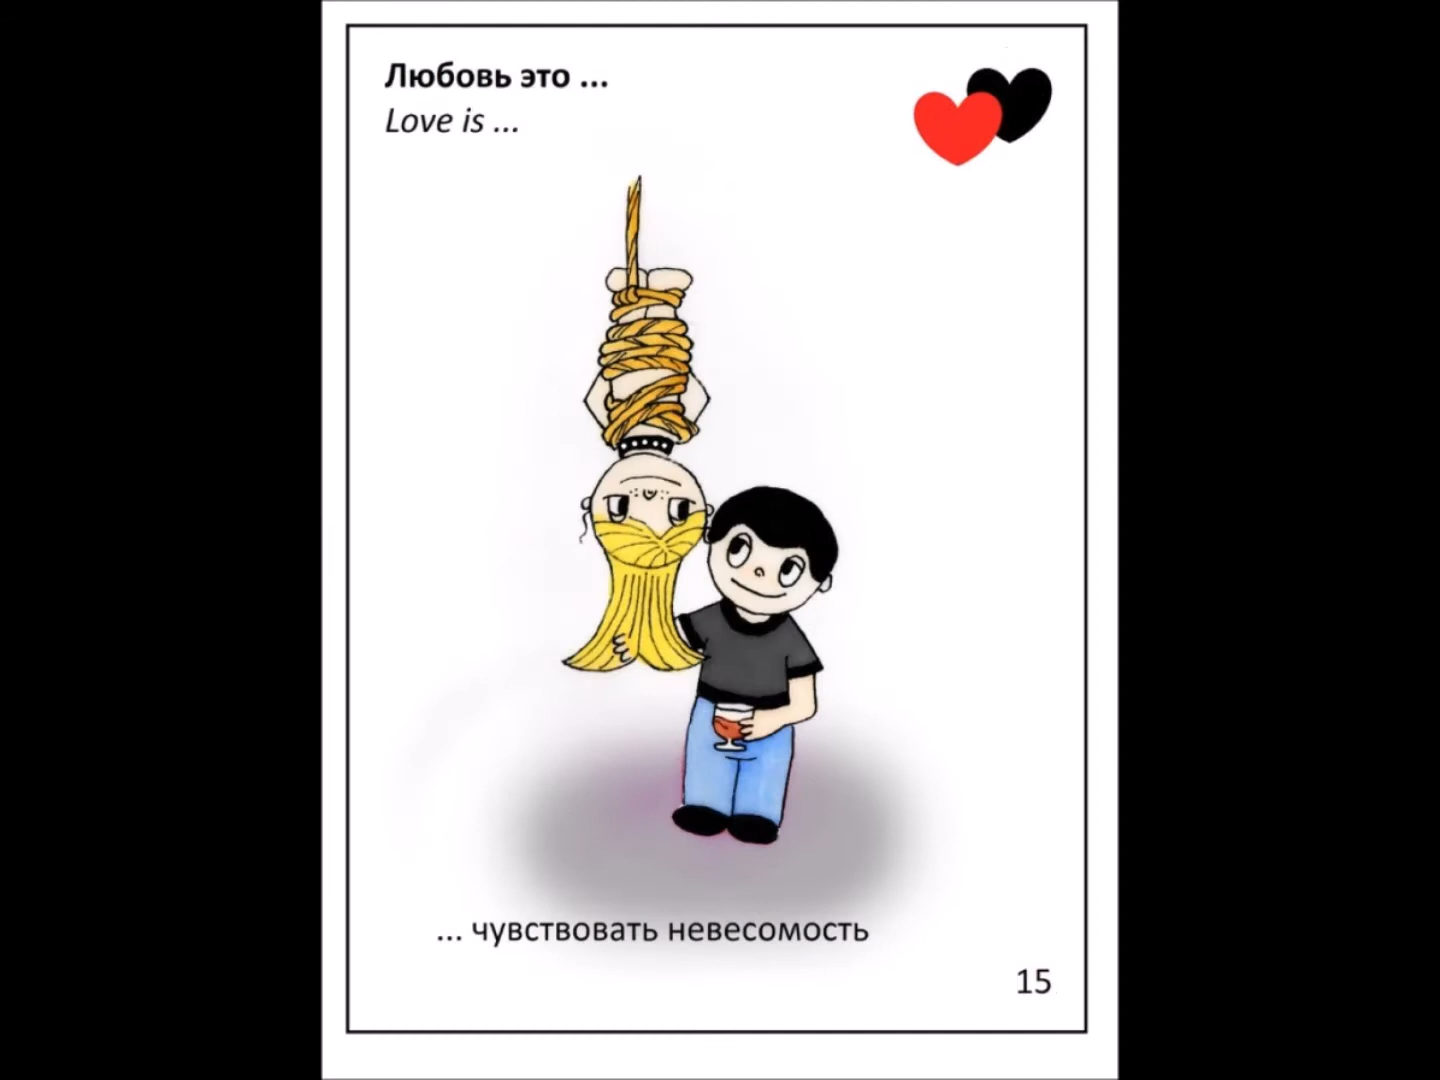 Любовь это ...
Love is ...
... чувствовать невесомость
15